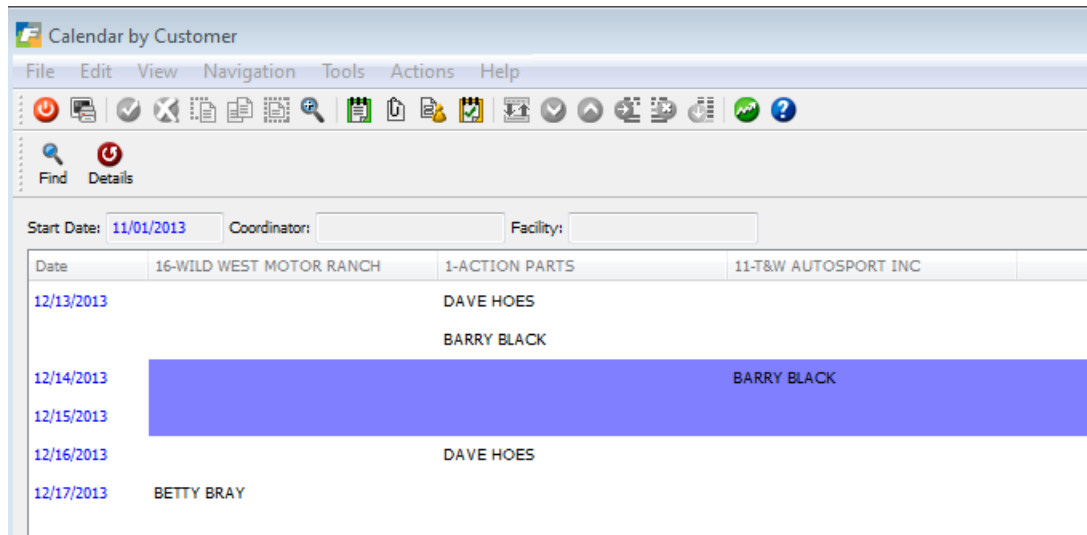 Calendar by Customer
File Edit View Navigation Tools Actions Help
Find Details
Start Date: 11/01/2013 Coordinator: Facility:
Date 16-WILD WEST MOTOR RANCH 1-ACTION PARTS 11-T&W AUTOSPORT INC
12/13/2013 DAVE HOES
BARRY BLACK
12/14/2013 BARRY BLACK
12/15/2013
12/16/2013 DAVE HOES
12/17/2013 BETTY BRAY